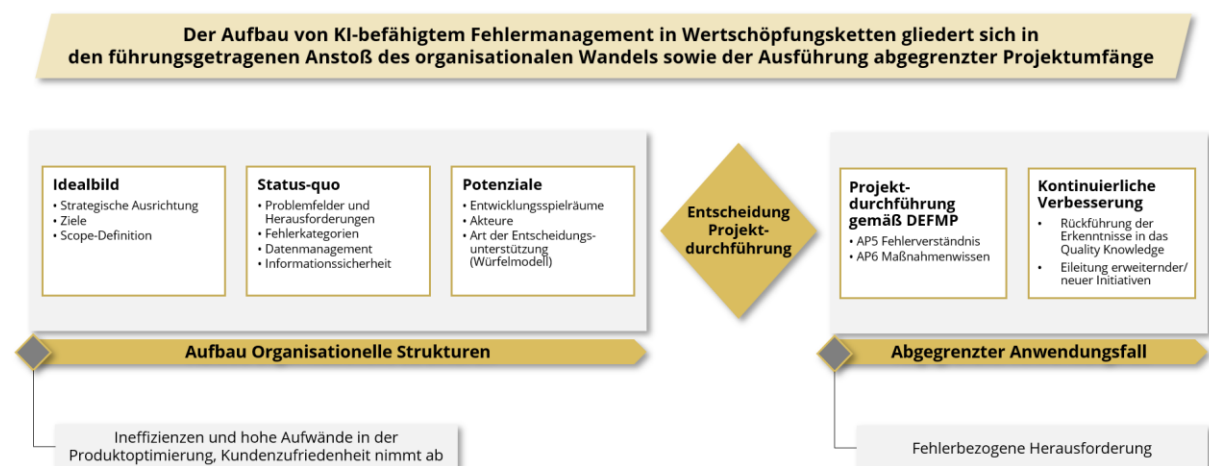 Der Aufbau von KI-befähigtem Fehlermanagement in Wertschöpfungsketten gliedert sich in
den führungsgetragenen Anstoß des organisationalen Wandels sowie der Ausführung abgegrenzter Projektumfänge
Idealbild
• Strategische Ausrichtung
• Ziele
• Scope-Definition
Status-quo
• Problemfelder und
Herausforderungen
• Fehlerkategorien
• Datenmanagement
• Informationssicherheit
Potenziale
• Entwicklungsspielräume
• Akteure
• Art der Entscheidungs-
unterstützung
(Würfelmodell)
Entscheidung
Projekt-
durchführung
Projekt-
durchführung
gemäß DEFMP
• AP5 Fehlerverständnis
• AP6 Maßnahmenwissen
Kontinuierliche
Verbesserung
• Rückführung der
Erkenntnisse in das
Quality Knowledge
• Eileitung erweiternder/
neuer Initiativen
Aufbau Organisationelle Strukturen
Abgegrenzter Anwendungsfall
Ineffizienzen und hohe Aufwände in der
Produktoptimierung, Kundenzufriedenheit nimmt ab
Fehlerbezogene Herausforderung